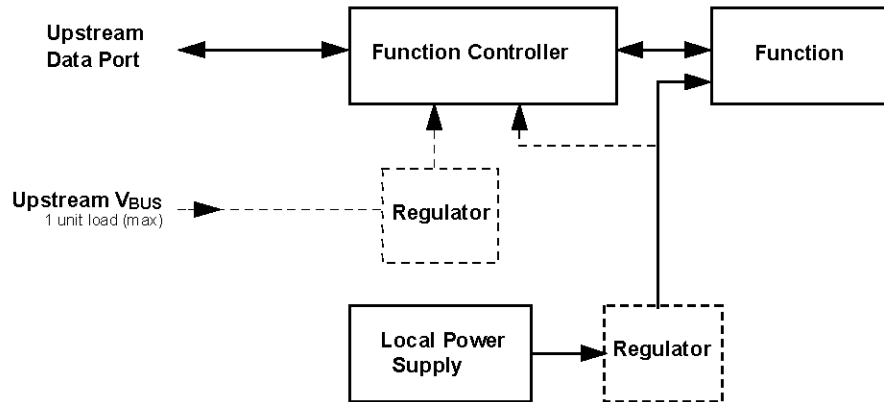 Upstream
Data Port
Function Controller
Function
Upstream VBUS
1 unit load (max)
Regulator
Local Power
Supply
Regulator